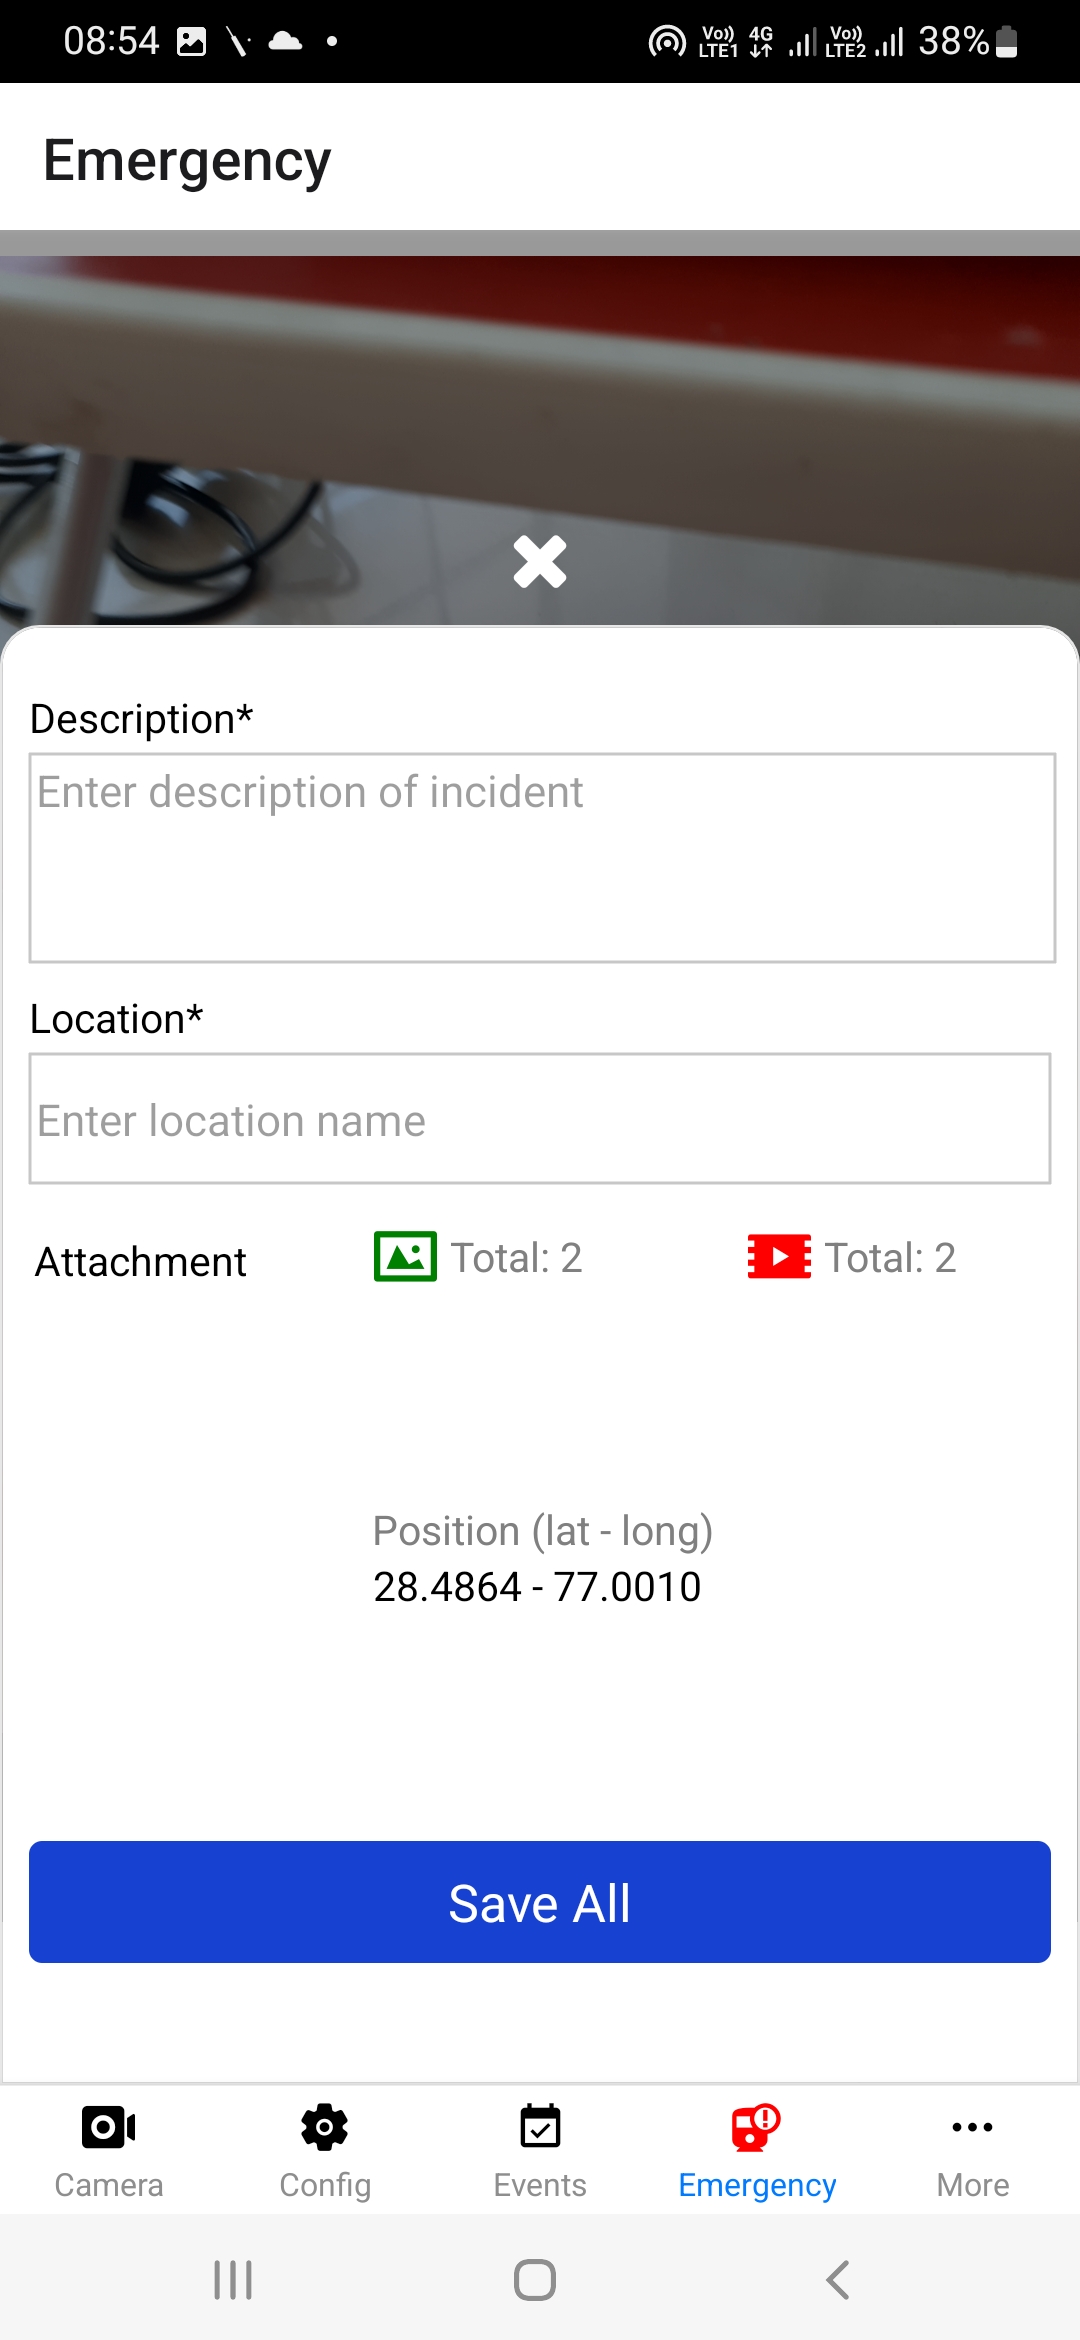 08:54
Vo)) LTE1 4G Vo)) LTE2 38%
Emergency
Description*
Enter description of incident
Location*
Enter location name
Attachment Total: 2 Total: 2
Position (lat - long)
28.4864 - 77.0010
Save All
Camera Config Events Emergency More